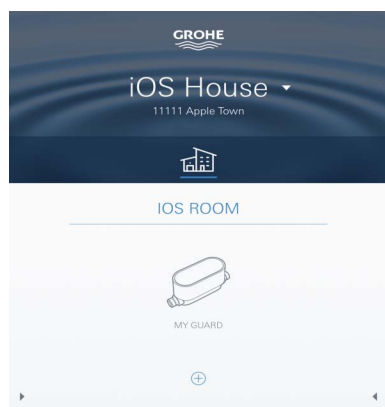 GROHE
iOS House
11111 Apple Town
IOS ROOM
MY GUARD